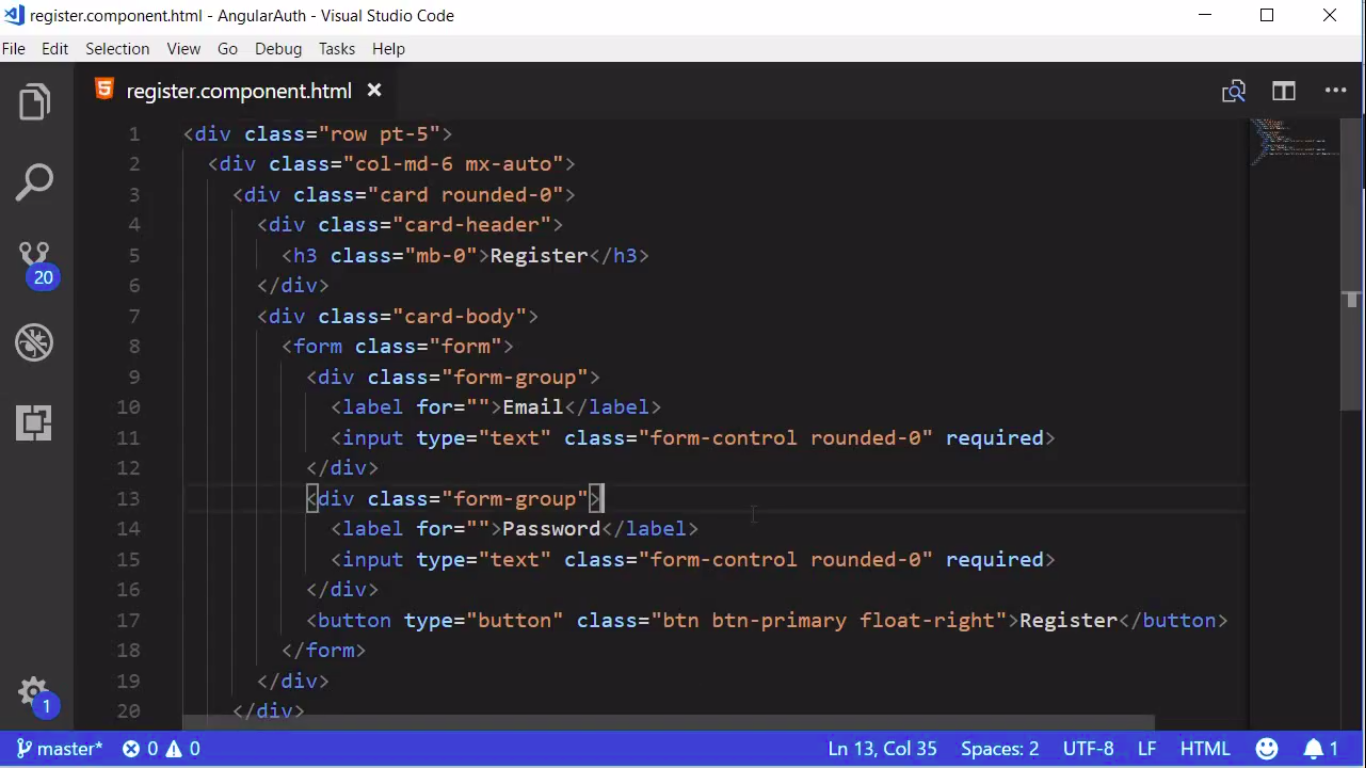 register.component.html - AngularAuth - Visual Studio Code
File Edit Selection View Go Debug Tasks Help
register.component.html
1 <div class="row pt-5">
2 <div class="col-md-6 mx-auto">
3 <div class="card rounded-0">
4 <div class="card-header">
5 <h3 class="mb-0">Register</h3>
6 </div>
7 <div class="card-body">
8 <form class="form">
9 <div class="form-group">
10 <label for="">Email</label>
11 <input type="text" class="form-control rounded-0" required>
12 </div>
13 <div class="form-group">
14 <label for="">Password</label>
15 <input type="text" class="form-control rounded-0" required>
16 </div>
17 <button type="button" class="btn btn-primary float-right">Register</button>
18 </form>
19 </div>
20 </div>
20
1
master* 0 0 Ln 13, Col 35 Spaces: 2 UTF-8 LF HTML 1